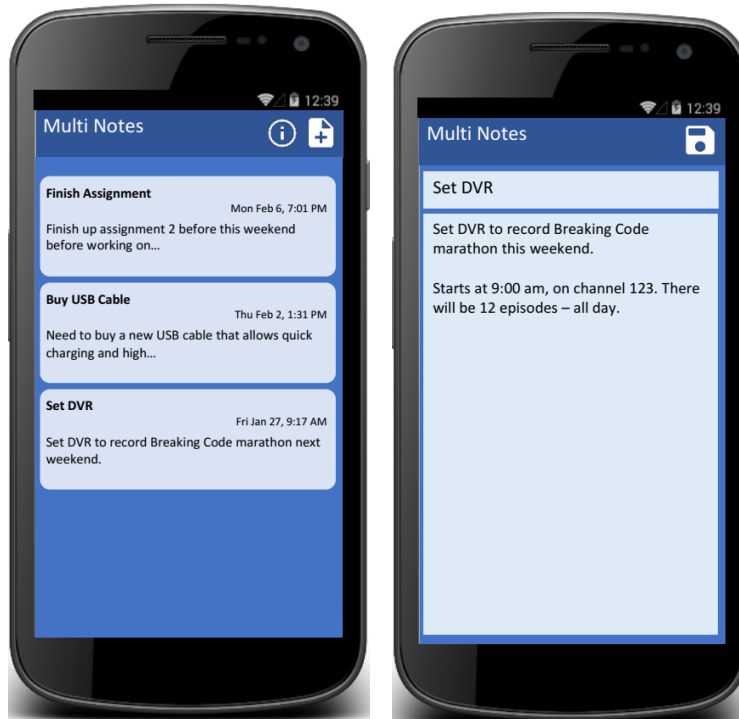 12:39
Multi Notes
Finish Assignment
Mon Feb 6, 7:01 PM
Finish up assignment 2 before this weekend
before working on…
Buy USB Cable
Thu Feb 2, 1:31 PM
Need to buy a new USB cable that allows quick
charging and high…
Set DVR
Fri Jan 27, 9:17 AM
Set DVR to record Breaking Code marathon next
weekend.
12:39
Multi Notes
Set DVR
Set DVR to record Breaking Code
marathon this weekend.
Starts at 9:00 am, on channel 123. There
will be 12 episodes – all day.